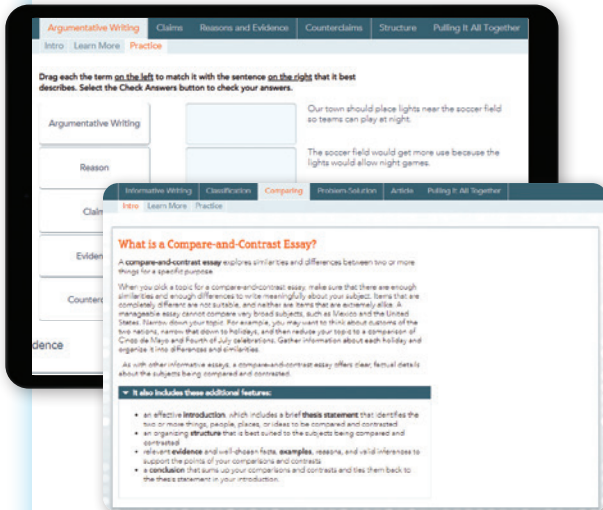 Argumentative Writing Claims Reasons and Evidence Counterclaims Structure Pulling It All Together
Intro Learn More Practice
Drag each the term on the left to match it with the sentence on the right that it best
describes. Select the Check Answers button to check your answers.
Argumentative Writing
Our town should place lights near the soccer field
so teams can play at night.
Reason
The soccer field would get more use because the
lights would allow night games.
Claim
Eviden
Counterc
dence
Informative Writing Classification Comparing Problem-Solution Article Pulling It All Together
Intro Learn More Practice
What is a Compare-and-Contrast Essay?
A compare-and-contrast essay explores similarities and differences between two or more
things for a specific purpose.
When you pick a topic for a compare-and-contrast essay, make sure that there are enough
similarities and enough differences to write meaningfully about your subject. Items that are
completely different are not suitable, and neither are items that are extremely alike. A
manageable essay cannot compare very broad subjects, such as Mexico and the United
States. Narrow down your topic. For example, you may want to think about customs of the
two nations, narrow that down to holidays, and then reduce your topic to a comparison of
Cinco de Mayo and Fourth of July celebrations. Gather information about each holiday and
organize it into differences and similarities.
As with other informative essays, a compare-and-contrast essay offers clear, factual details
about the subjects being compared and contrasted.
It also includes these additional features:
• an effective introduction, which includes a brief thesis statement that identifies the
two or more things, people, places, or ideas to be compared and contrasted
• an organizing structure that is best suited to the subjects being compared and
contrasted
• relevant evidence and well-chosen facts, examples, reasons, and valid inferences to
support the points of your comparisons and contrasts
• a conclusion that sums up your comparisons and contrasts and ties them back to
the thesis statement in your introduction.